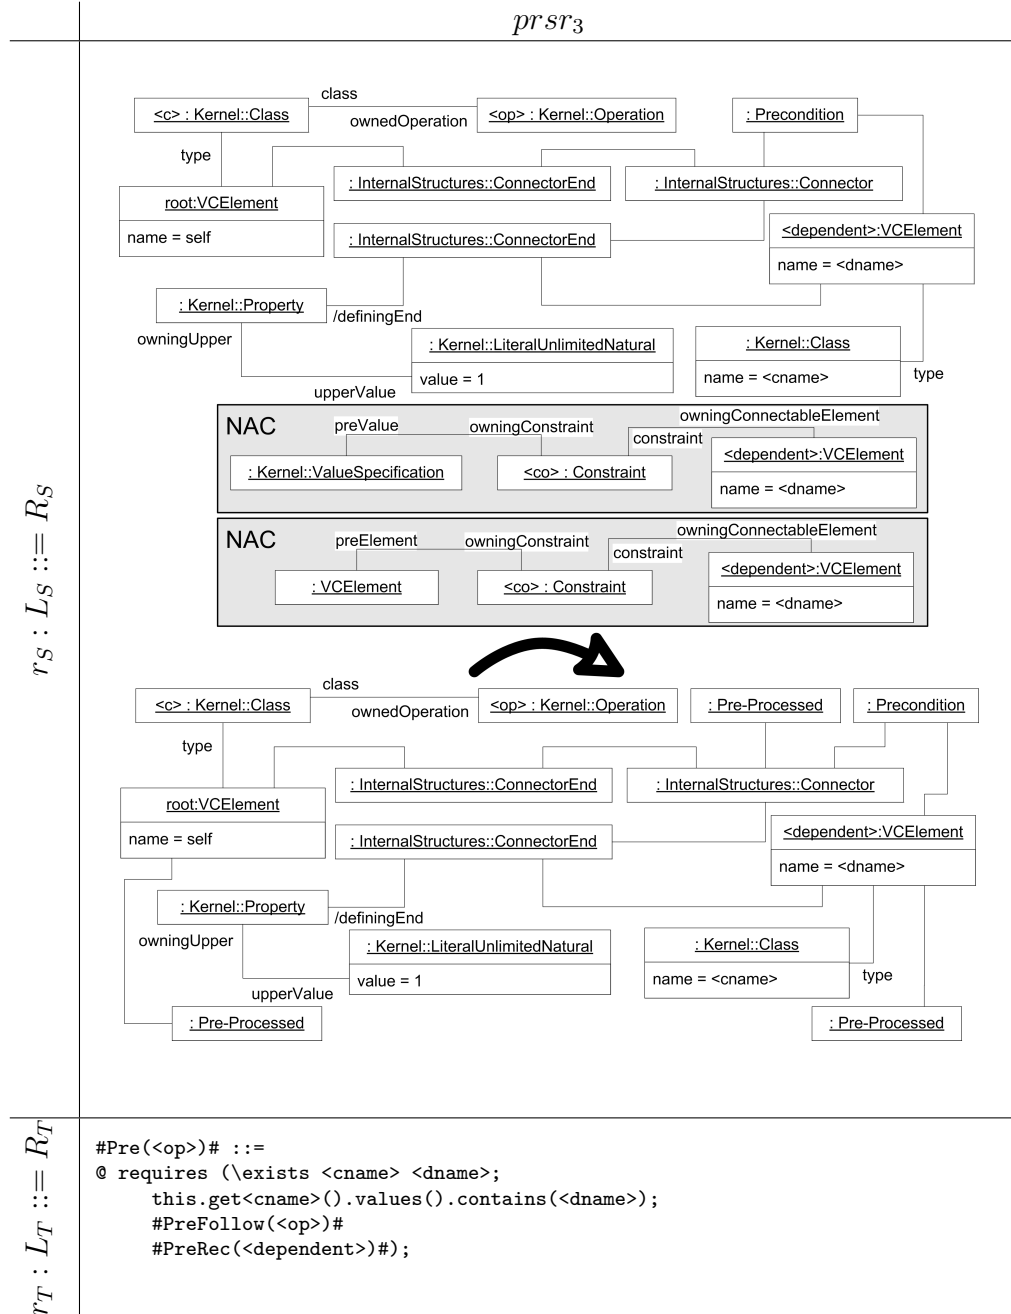 prsr₃
r_S : L_S ::= R_S
class
<c> : Kernel::Class
ownedOperation
<op> : Kernel::Operation
: Precondition
type
: InternalStructures::ConnectorEnd
: InternalStructures::Connector
root:VCElement
name = self
: InternalStructures::ConnectorEnd
<dependent>:VCElement
name = <dname>
: Kernel::Property
/definingEnd
owningUpper
: Kernel::LiteralUnlimitedNatural
value = 1
upperValue
: Kernel::Class
name = <cname>
type
NAC
preValue
owningConstraint
owningConnectableElement
constraint
: Kernel::ValueSpecification
<co> : Constraint
<dependent>:VCElement
name = <dname>
NAC
preElement
owningConstraint
owningConnectableElement
constraint
: VCElement
<co> : Constraint
<dependent>:VCElement
name = <dname>
class
<c> : Kernel::Class
ownedOperation
<op> : Kernel::Operation
: Pre-Processed
: Precondition
type
: InternalStructures::ConnectorEnd
: InternalStructures::Connector
root:VCElement
name = self
: InternalStructures::ConnectorEnd
<dependent>:VCElement
name = <dname>
: Kernel::Property
/definingEnd
owningUpper
: Kernel::LiteralUnlimitedNatural
value = 1
upperValue
: Kernel::Class
name = <cname>
type
: Pre-Processed
: Pre-Processed
r_T : L_T ::= R_T
#Pre(<op>)# ::=
@ requires (\exists <cname> <dname>;
this.get<cname>().values().contains(<dname>);
#PreFollow(<op>)#
#PreRec(<dependent>)#);